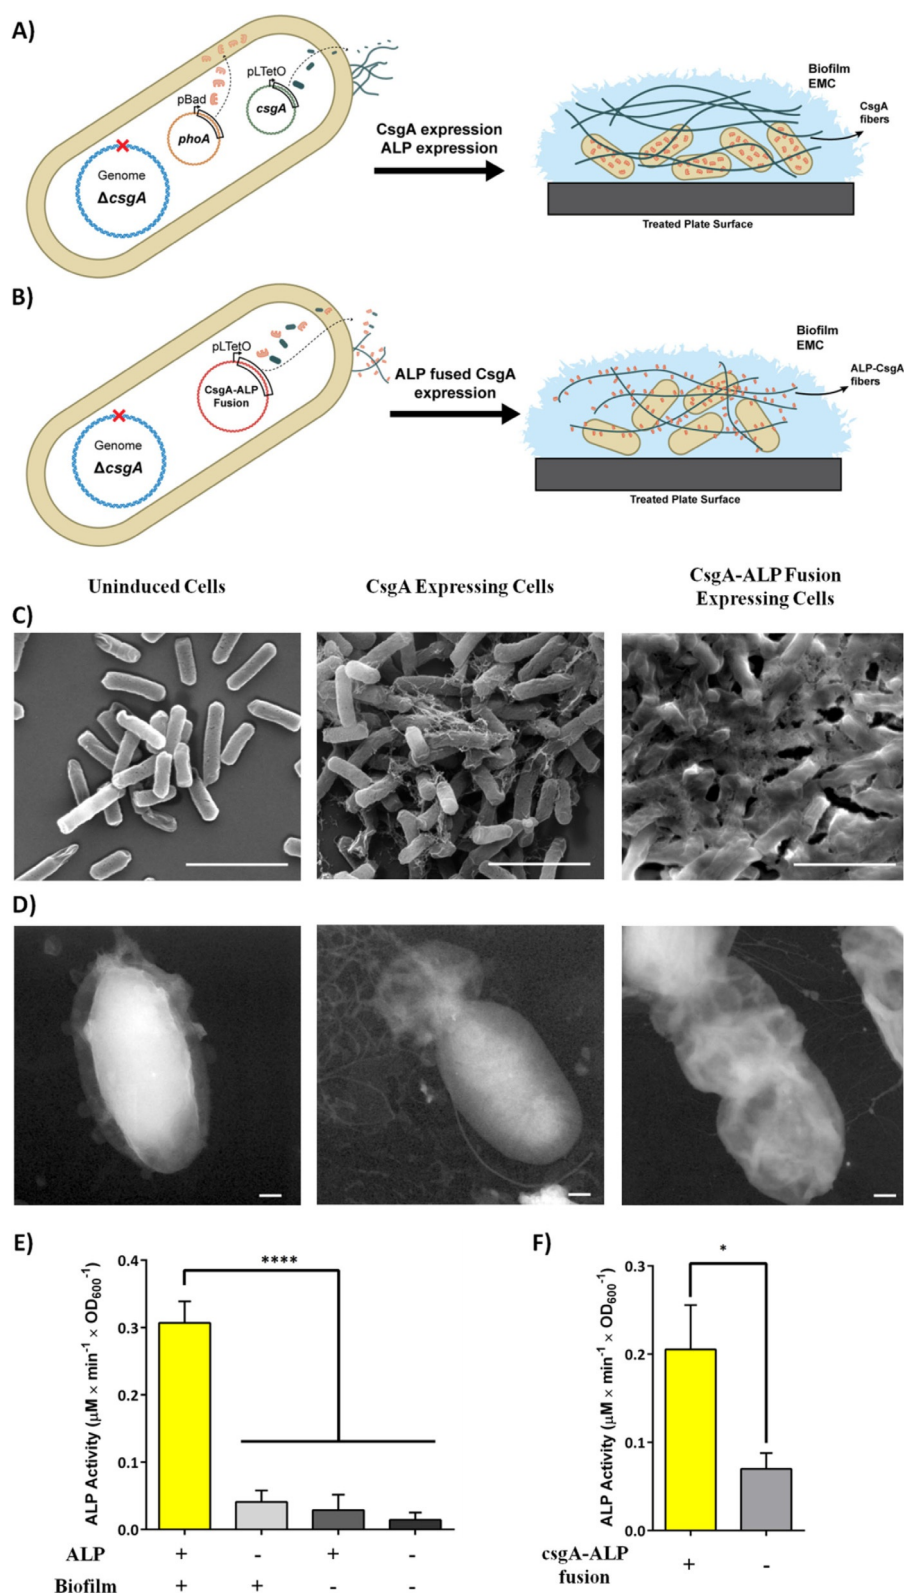 A)
pLTetO
pBad
csgA
phoA
Genome
ΔcsgA
CsgA expression
ALP expression
Biofilm
EMC
CsgA
fibers
Treated Plate Surface
B)
pLTetO
CsgA-ALP
Fusion
Genome
ΔcsgA
ALP fused CsgA
expression
Biofilm
EMC
ALP-CsgA
fibers
Treated Plate Surface
Uninduced Cells
CsgA Expressing Cells
CsgA-ALP Fusion
Expressing Cells
C)
D)
E)
****
ALP Activity (µM × min⁻¹ × OD₆₀₀⁻¹)
0.4
0.3
0.2
0.1
0.0
ALP + - + -
Biofilm + + - -
F)
*
ALP Activity (µM × min⁻¹ × OD₆₀₀⁻¹)
0.3
0.2
0.1
0.0
csgA-ALP
fusion
+ -